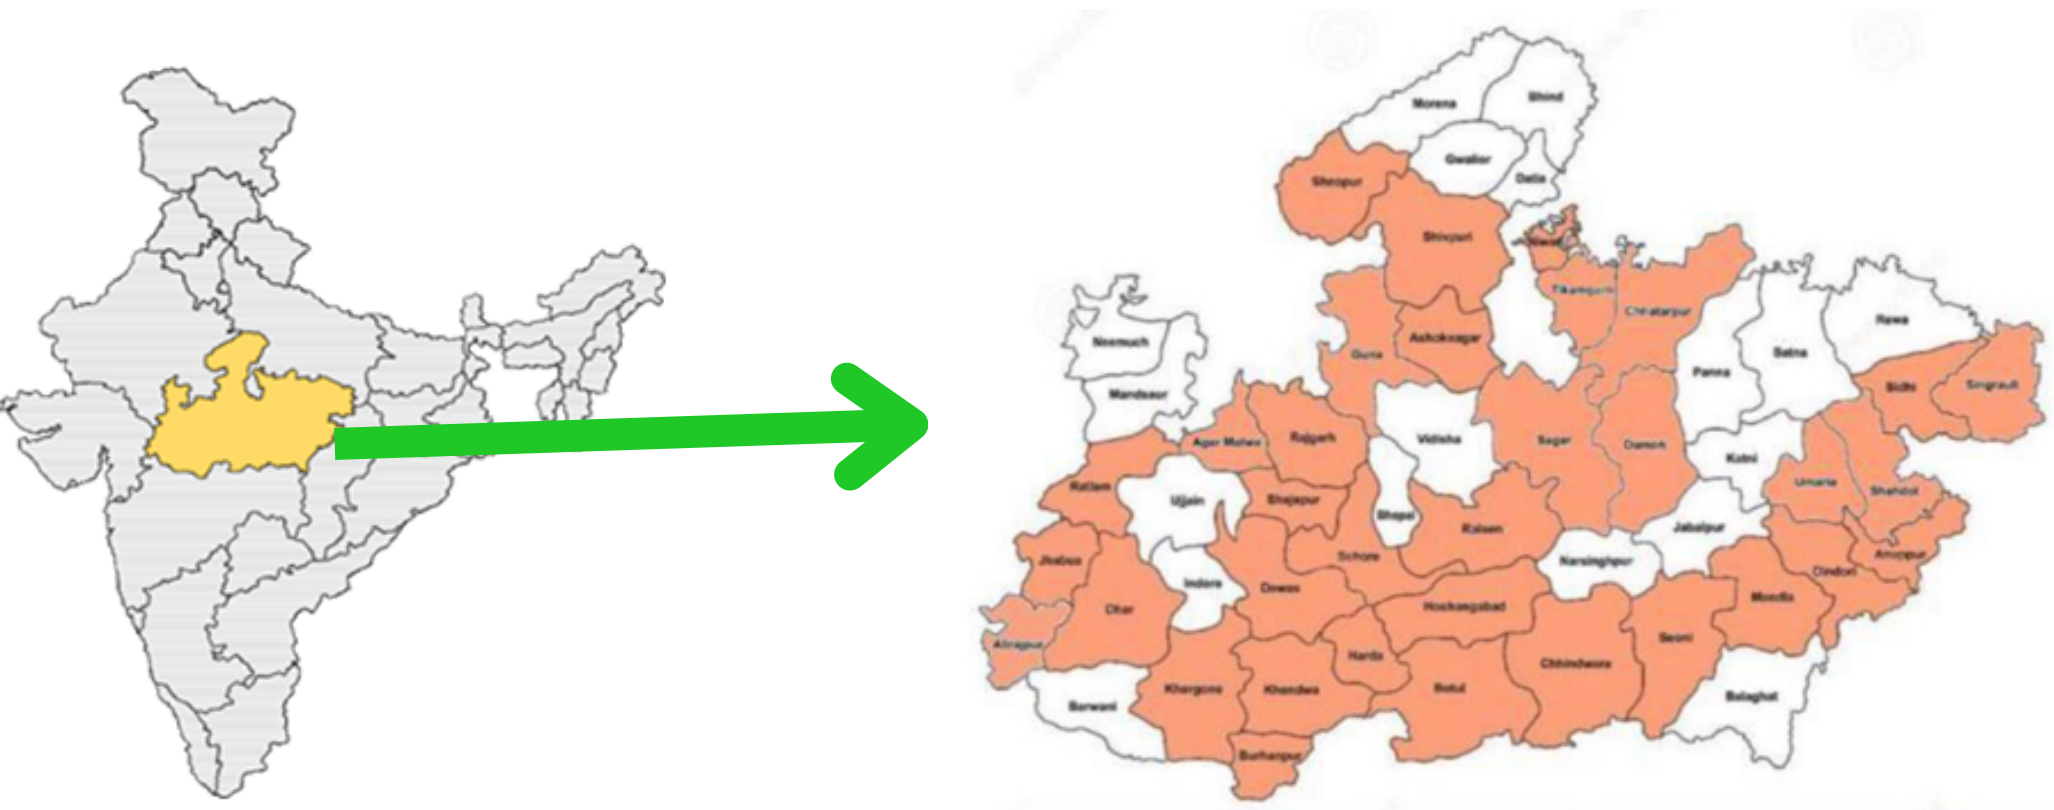 Morena
Bhind
Gwalior
Datia
Sheopur
Shivpuri
Tikamgarh
Chhatarpur
Rewa
Neemuch
Ashoknagar
Guna
Satna
Panna
Sidhi
Singrauli
Mandsaur
Agar Malwa
Rajgarh
Vidisha
Sagar
Damoh
Katni
Umaria
Shahdol
Ratlam
Ujjain
Shajapur
Bhopal
Raisen
Jabalpur
Jhabua
Indore
Dewas
Sehore
Narsinghpur
Anuppur
Dindori
Dhar
Hoshangabad
Mandla
Alirajpur
Harda
Chhindwara
Seoni
Barwani
Khargone
Khandwa
Betul
Balaghat
Burhanpur